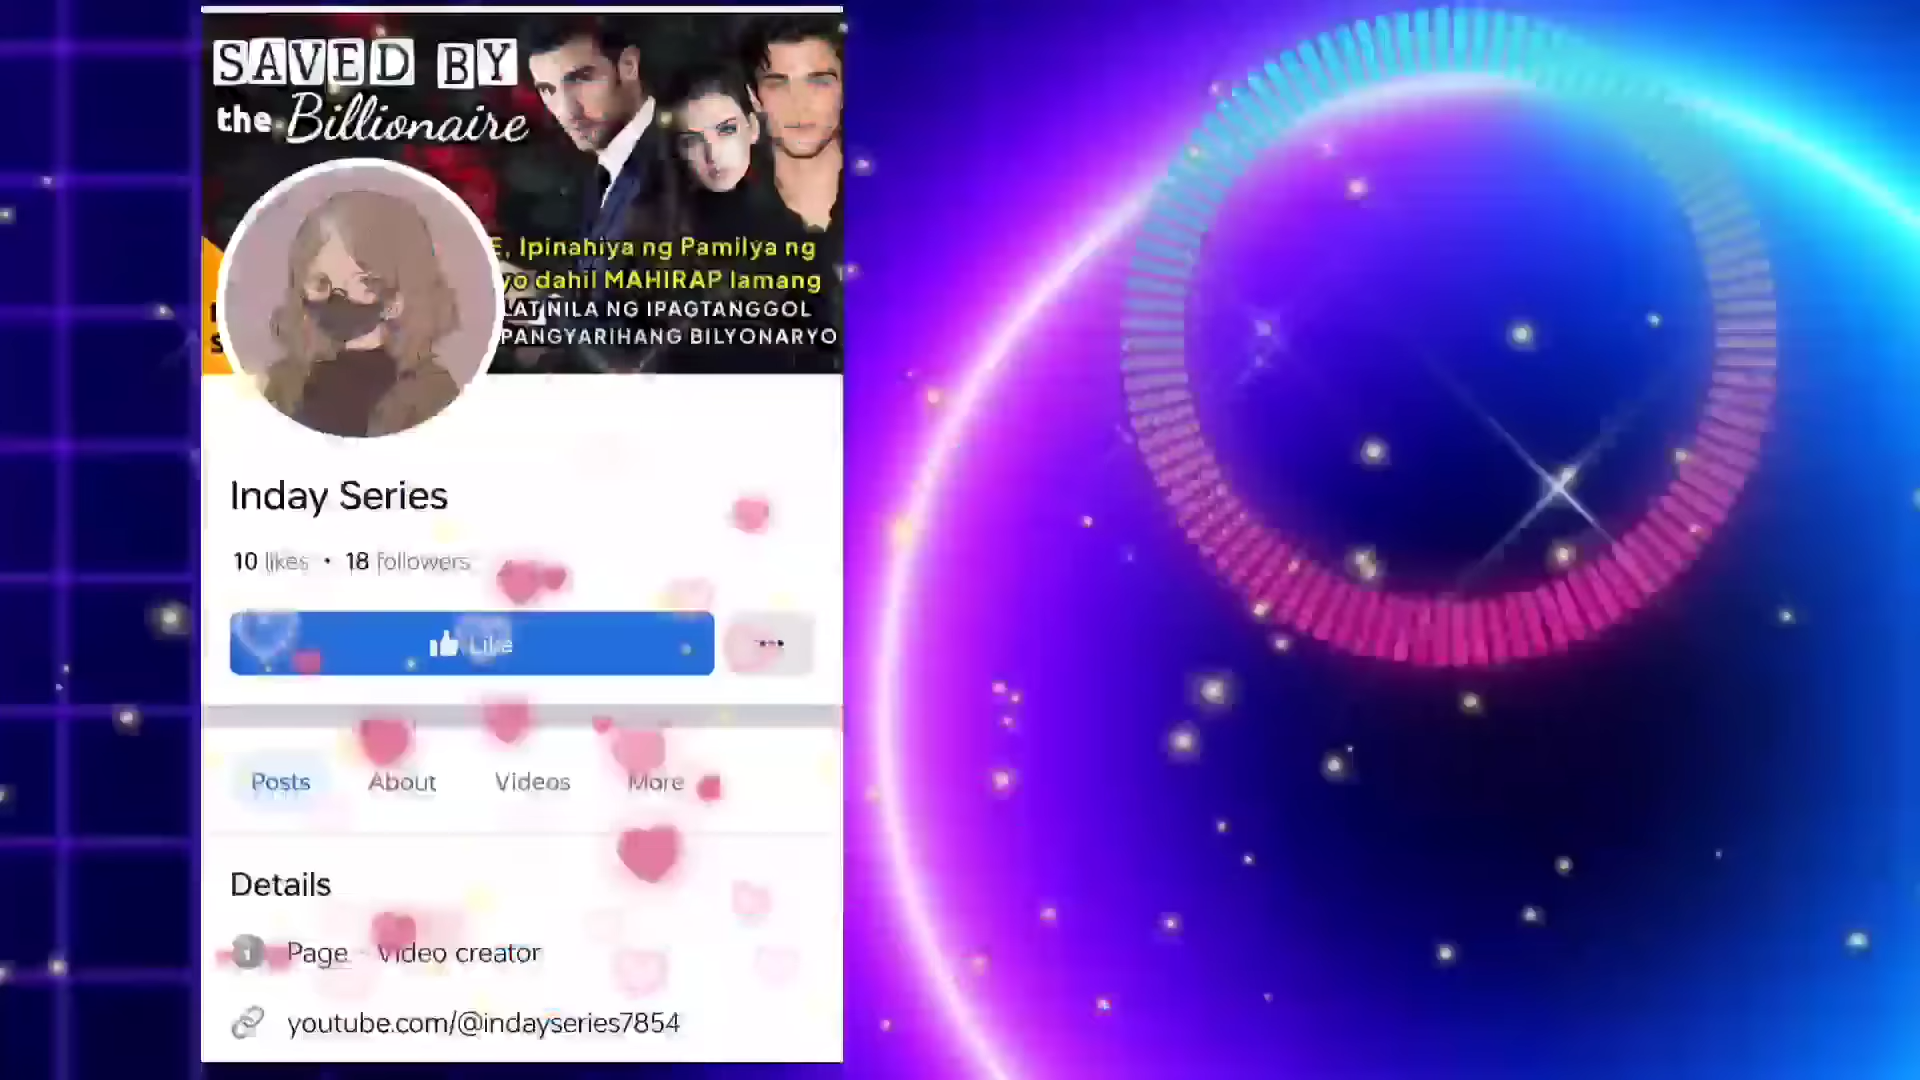 SAVED BY
the Billionaire
, Ipinahiya ng Pamilya ng
yo dahil MAHIRAP lamang
NILA NG IPAGTANGGOL
PANGYARIHANG BILYONARYO
Inday Series
10 likes • 18 followers
Like
Posts About Videos More
Details
Page · Video creator
youtube.com/@indayseries7854